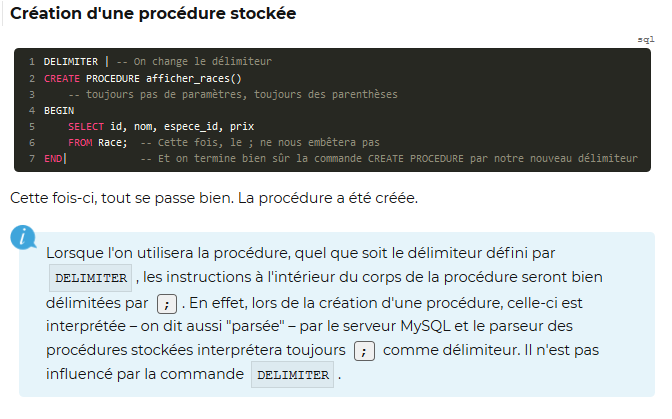 Création d'une procédure stockée
sql
1 DELIMITER | -- On change le délimiteur
2 CREATE PROCEDURE afficher_races()
3     -- toujours pas de paramètres, toujours des parenthèses
4 BEGIN
5     SELECT id, nom, espece_id, prix
6     FROM Race;  -- Cette fois, le ; ne nous embêtera pas
7 END|          -- Et on termine bien sûr la commande CREATE PROCEDURE par notre nouveau délimiteur
Cette fois-ci, tout se passe bien. La procédure a été créée.
i
Lorsque l'on utilisera la procédure, quel que soit le délimiteur défini par
DELIMITER , les instructions à l'intérieur du corps de la procédure seront bien
délimitées par ; . En effet, lors de la création d'une procédure, celle-ci est
interprétée – on dit aussi "parsée" – par le serveur MySQL et le parseur des
procédures stockées interprétera toujours ; comme délimiteur. Il n'est pas
influencé par la commande DELIMITER .